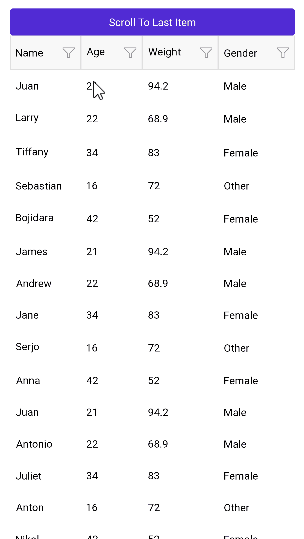 Scroll To Last Item
Name Age Weight Gender
Juan 94.2 Male
Larry 22 68.9 Male
Tiffany 34 83 Female
Sebastian 16 72 Other
Bojidara 42 52 Female
James 21 94.2 Male
Andrew 22 68.9 Male
Jane 34 83 Female
Serjo 16 72 Other
Anna 42 52 Female
Juan 21 94.2 Male
Antonio 22 68.9 Male
Juliet 34 83 Female
Anton 16 72 Other